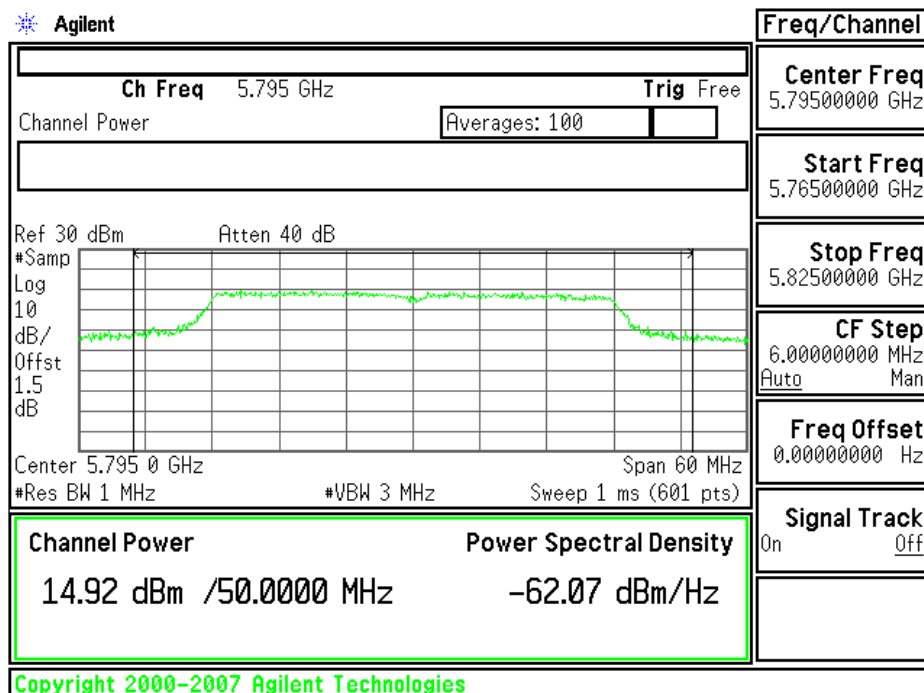 Agilent
Freq/Channel
Ch Freq 5.795 GHz Trig Free
Channel Power Averages: 100
Ref 30 dBm Atten 40 dB
#Samp
Log
10
dB/
Offst
1.5
dB
Center 5.795 0 GHz Span 60 MHz
#Res BW 1 MHz #VBW 3 MHz Sweep 1 ms (601 pts)
Channel Power Power Spectral Density
14.92 dBm /50.0000 MHz -62.07 dBm/Hz
Center Freq
5.79500000 GHz
Start Freq
5.76500000 GHz
Stop Freq
5.82500000 GHz
CF Step
6.00000000 MHz
Auto Man
Freq Offset
0.00000000 Hz
Signal Track
On Off
Copyright 2000-2007 Agilent Technologies